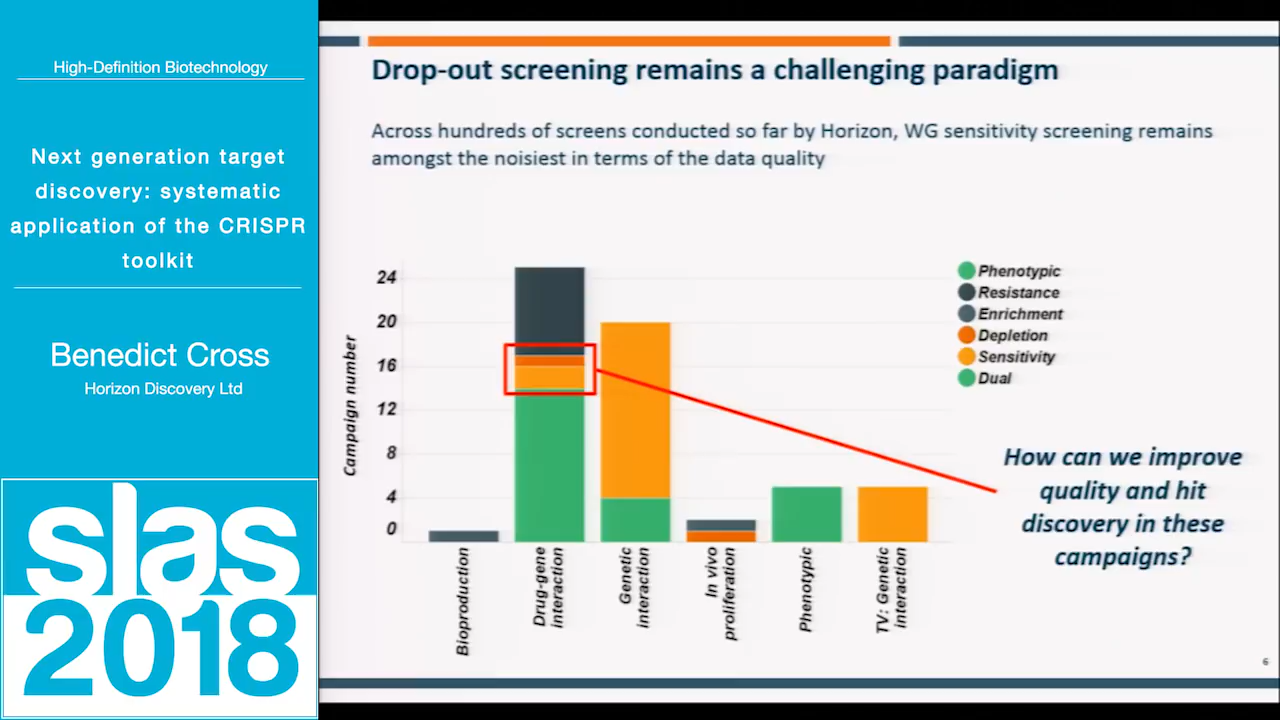 High-Definition Biotechnology
Next generation target
discovery: systematic
application of the CRISPR
toolkit
Benedict Cross
Horizon Discovery Ltd
slas
2018
Drop-out screening remains a challenging paradigm
Across hundreds of screens conducted so far by Horizon, WG sensitivity screening remains
amongst the noisiest in terms of the data quality
Campaign number
24
20
16
12
8
4
0
Bioproduction
Drug-gene
interaction
Genetic
interaction
In vivo
proliferation
Phenotypic
TV: Genetic
interaction
Phenotypic
Resistance
Enrichment
Depletion
Sensitivity
Dual
How can we improve
quality and hit
discovery in these
campaigns?
6